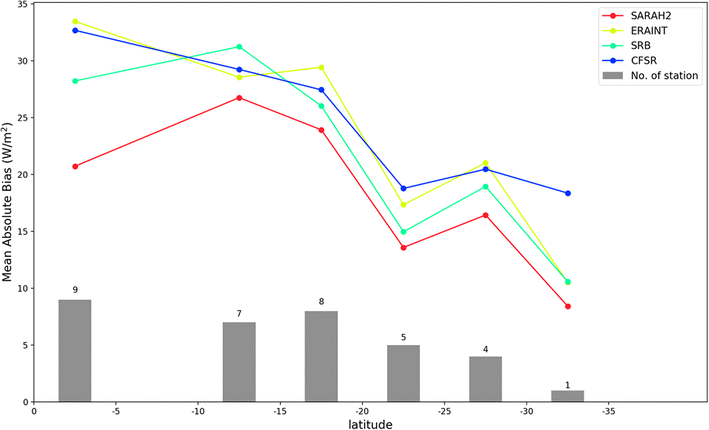 35
30
25
20
15
10
5
0
Mean Absolute Bias (W/m²)
SARAH2
ERAINT
SRB
CFSR
No. of station
9
7
8
5
4
1
0 -5 -10 -15 -20 -25 -30 -35
latitude